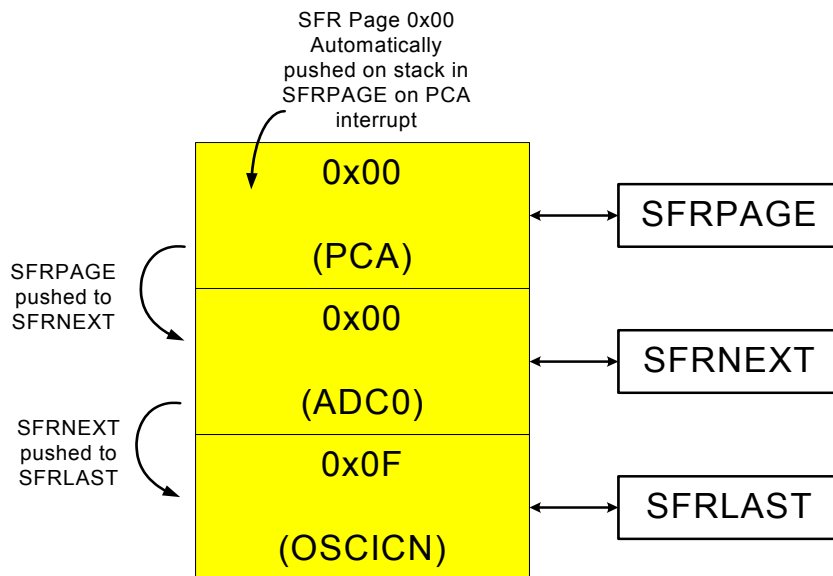 SFR Page 0x00
Automatically
pushed on stack in
SFRPAGE on PCA
interrupt
0x00
(PCA)
SFRPAGE
SFRPAGE
pushed to
SFRNEXT
0x00
(ADC0)
SFRNEXT
SFRNEXT
pushed to
SFRLAST
0x0F
(OSCICN)
SFRLAST